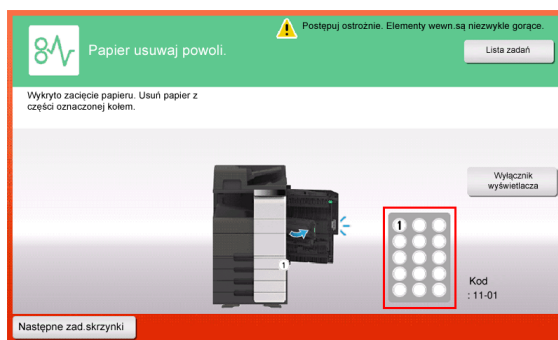 Postępuj ostrożnie. Elementy wewn.są niezwykle gorące.
Papier usuwaj powoli.
Lista zadań
Wykryto zacięcie papieru. Usuń papier z
części oznaczonej kołem.
Wyłącznik
wyświetlacza
1
1
Kod
: 11-01
Następne zad.skrzynki